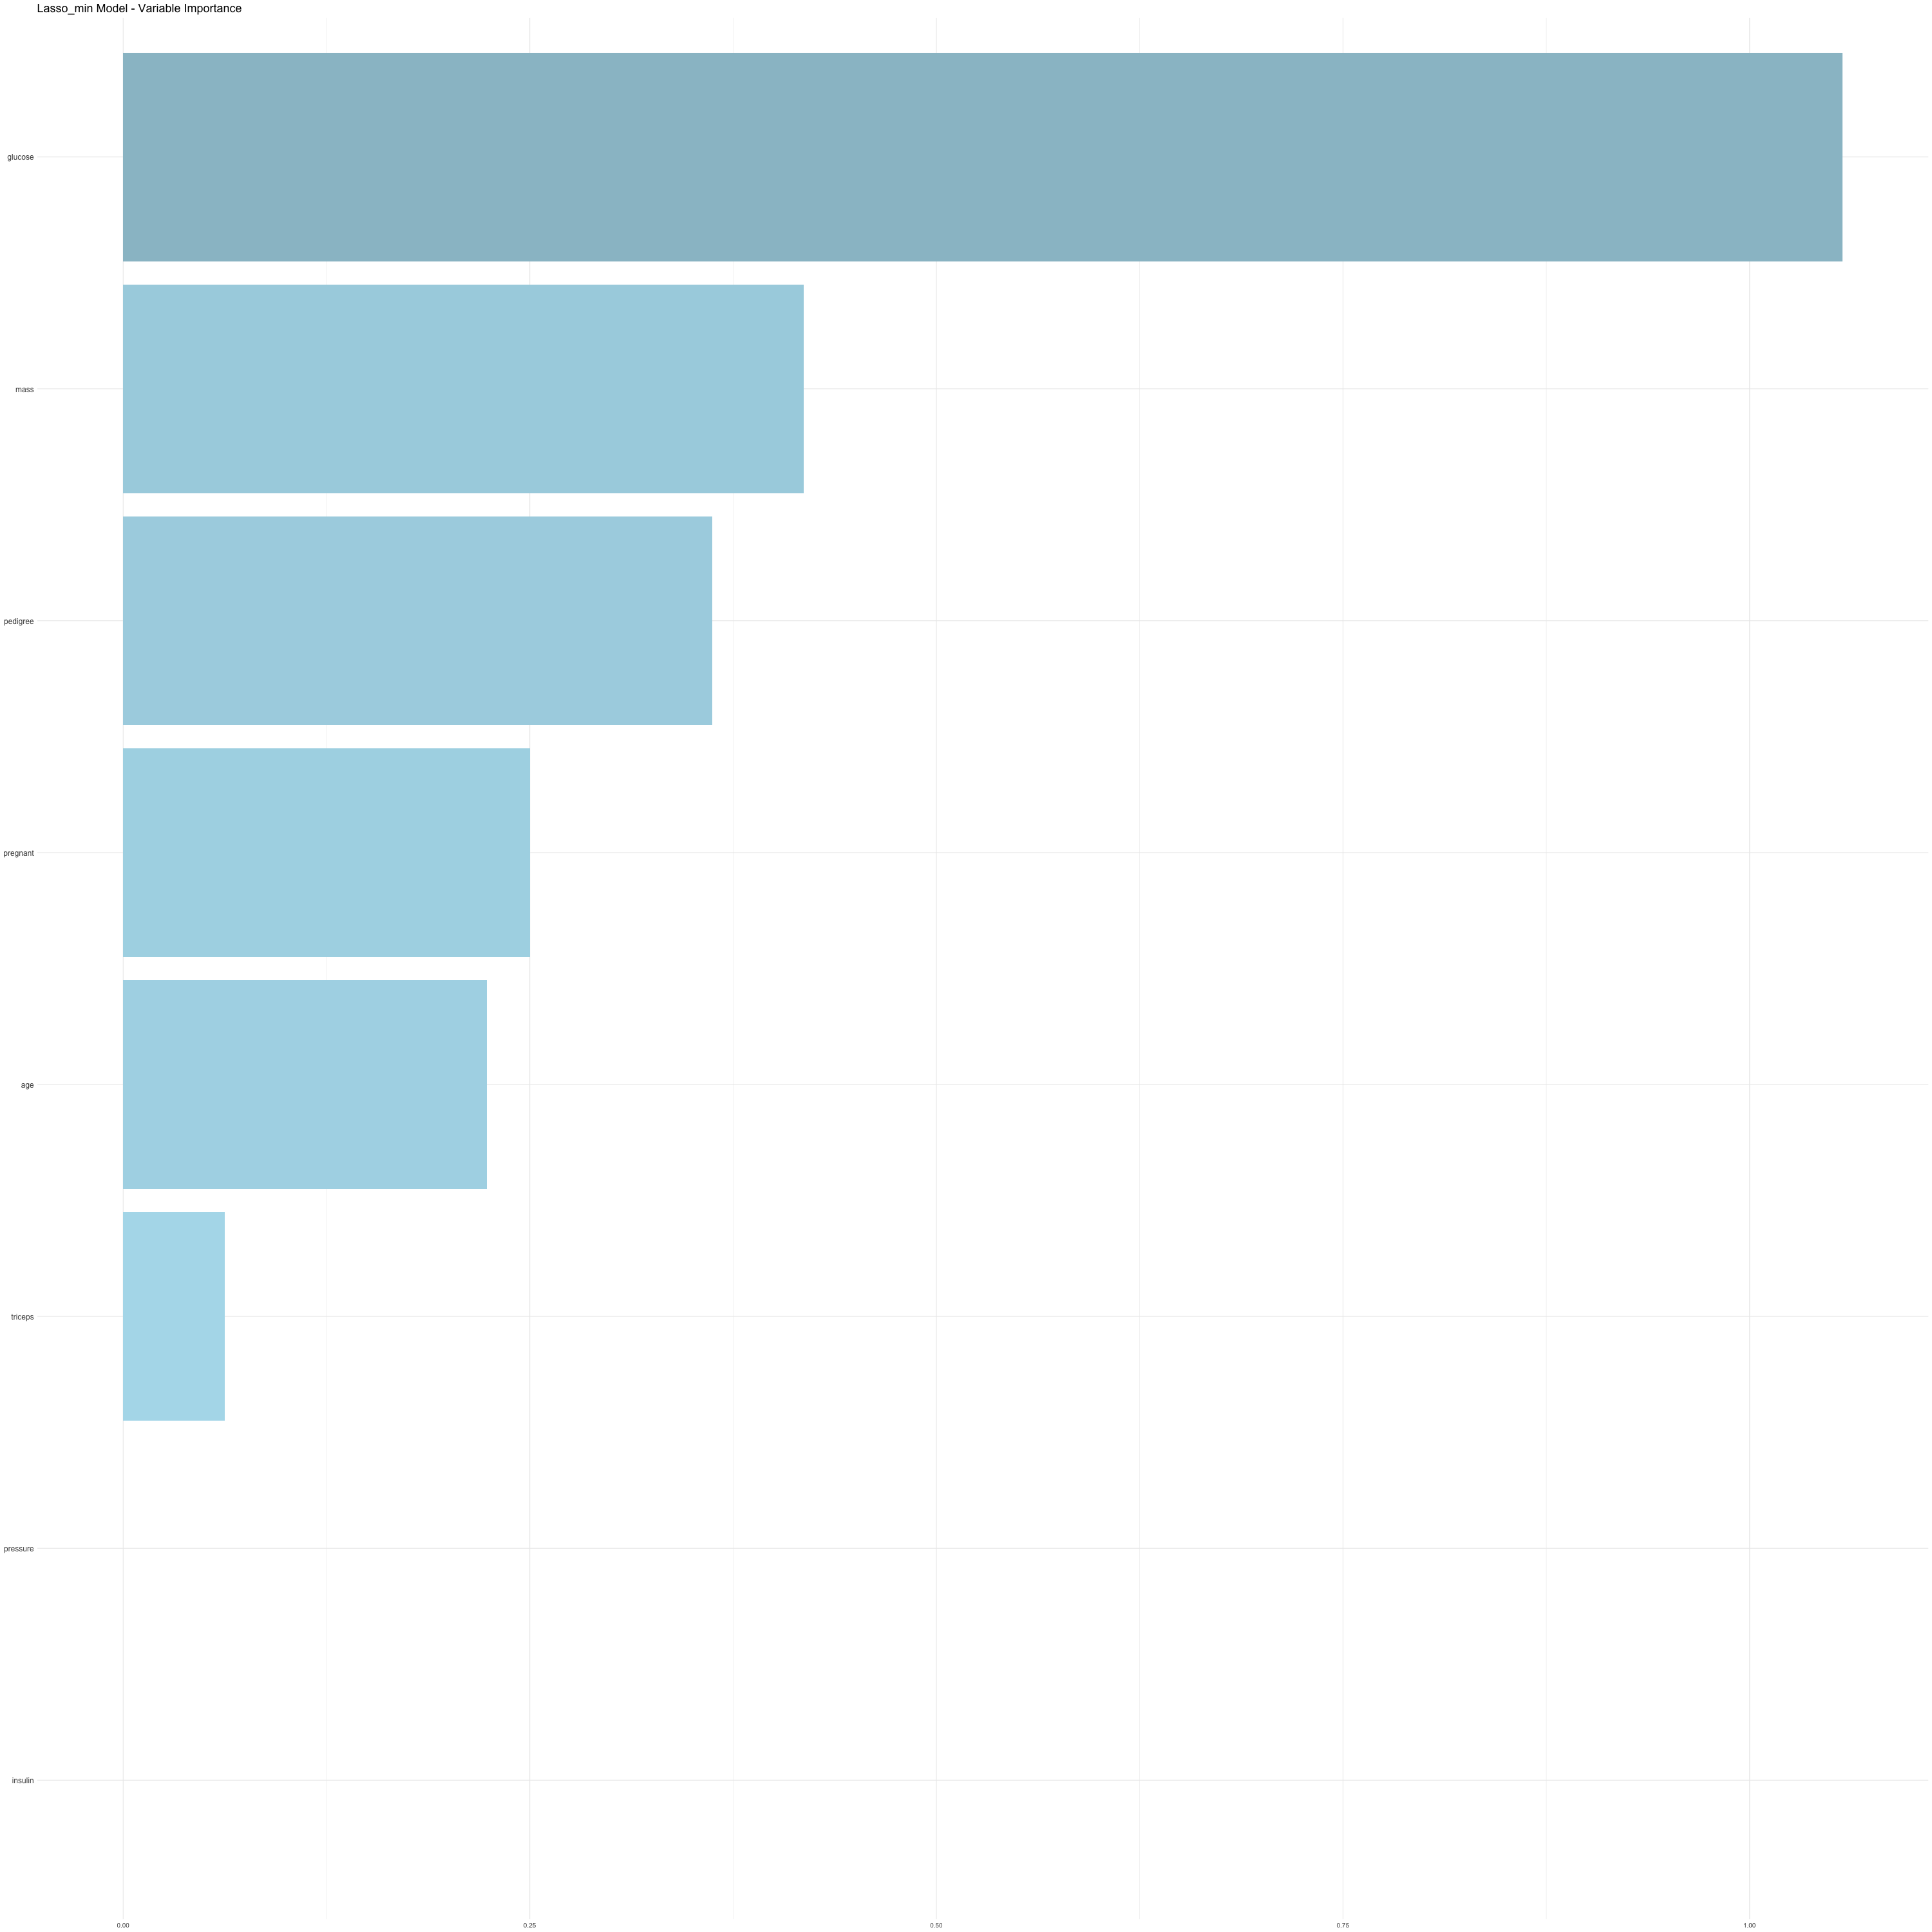 Lasso_min Model - Variable Importance
glucose
mass
pedigree
pregnant
age
triceps
pressure
insulin
0.00 0.25 0.50 0.75 1.00